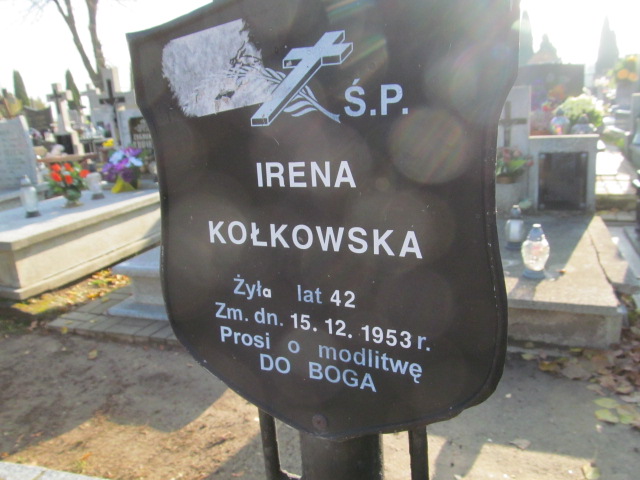 Ś.P.
IRENA
KOŁKOWSKA
Żyła lat 42
Zm. dn. 15. 12. 1953 r.
Prosi o modlitwę
DO BOGA